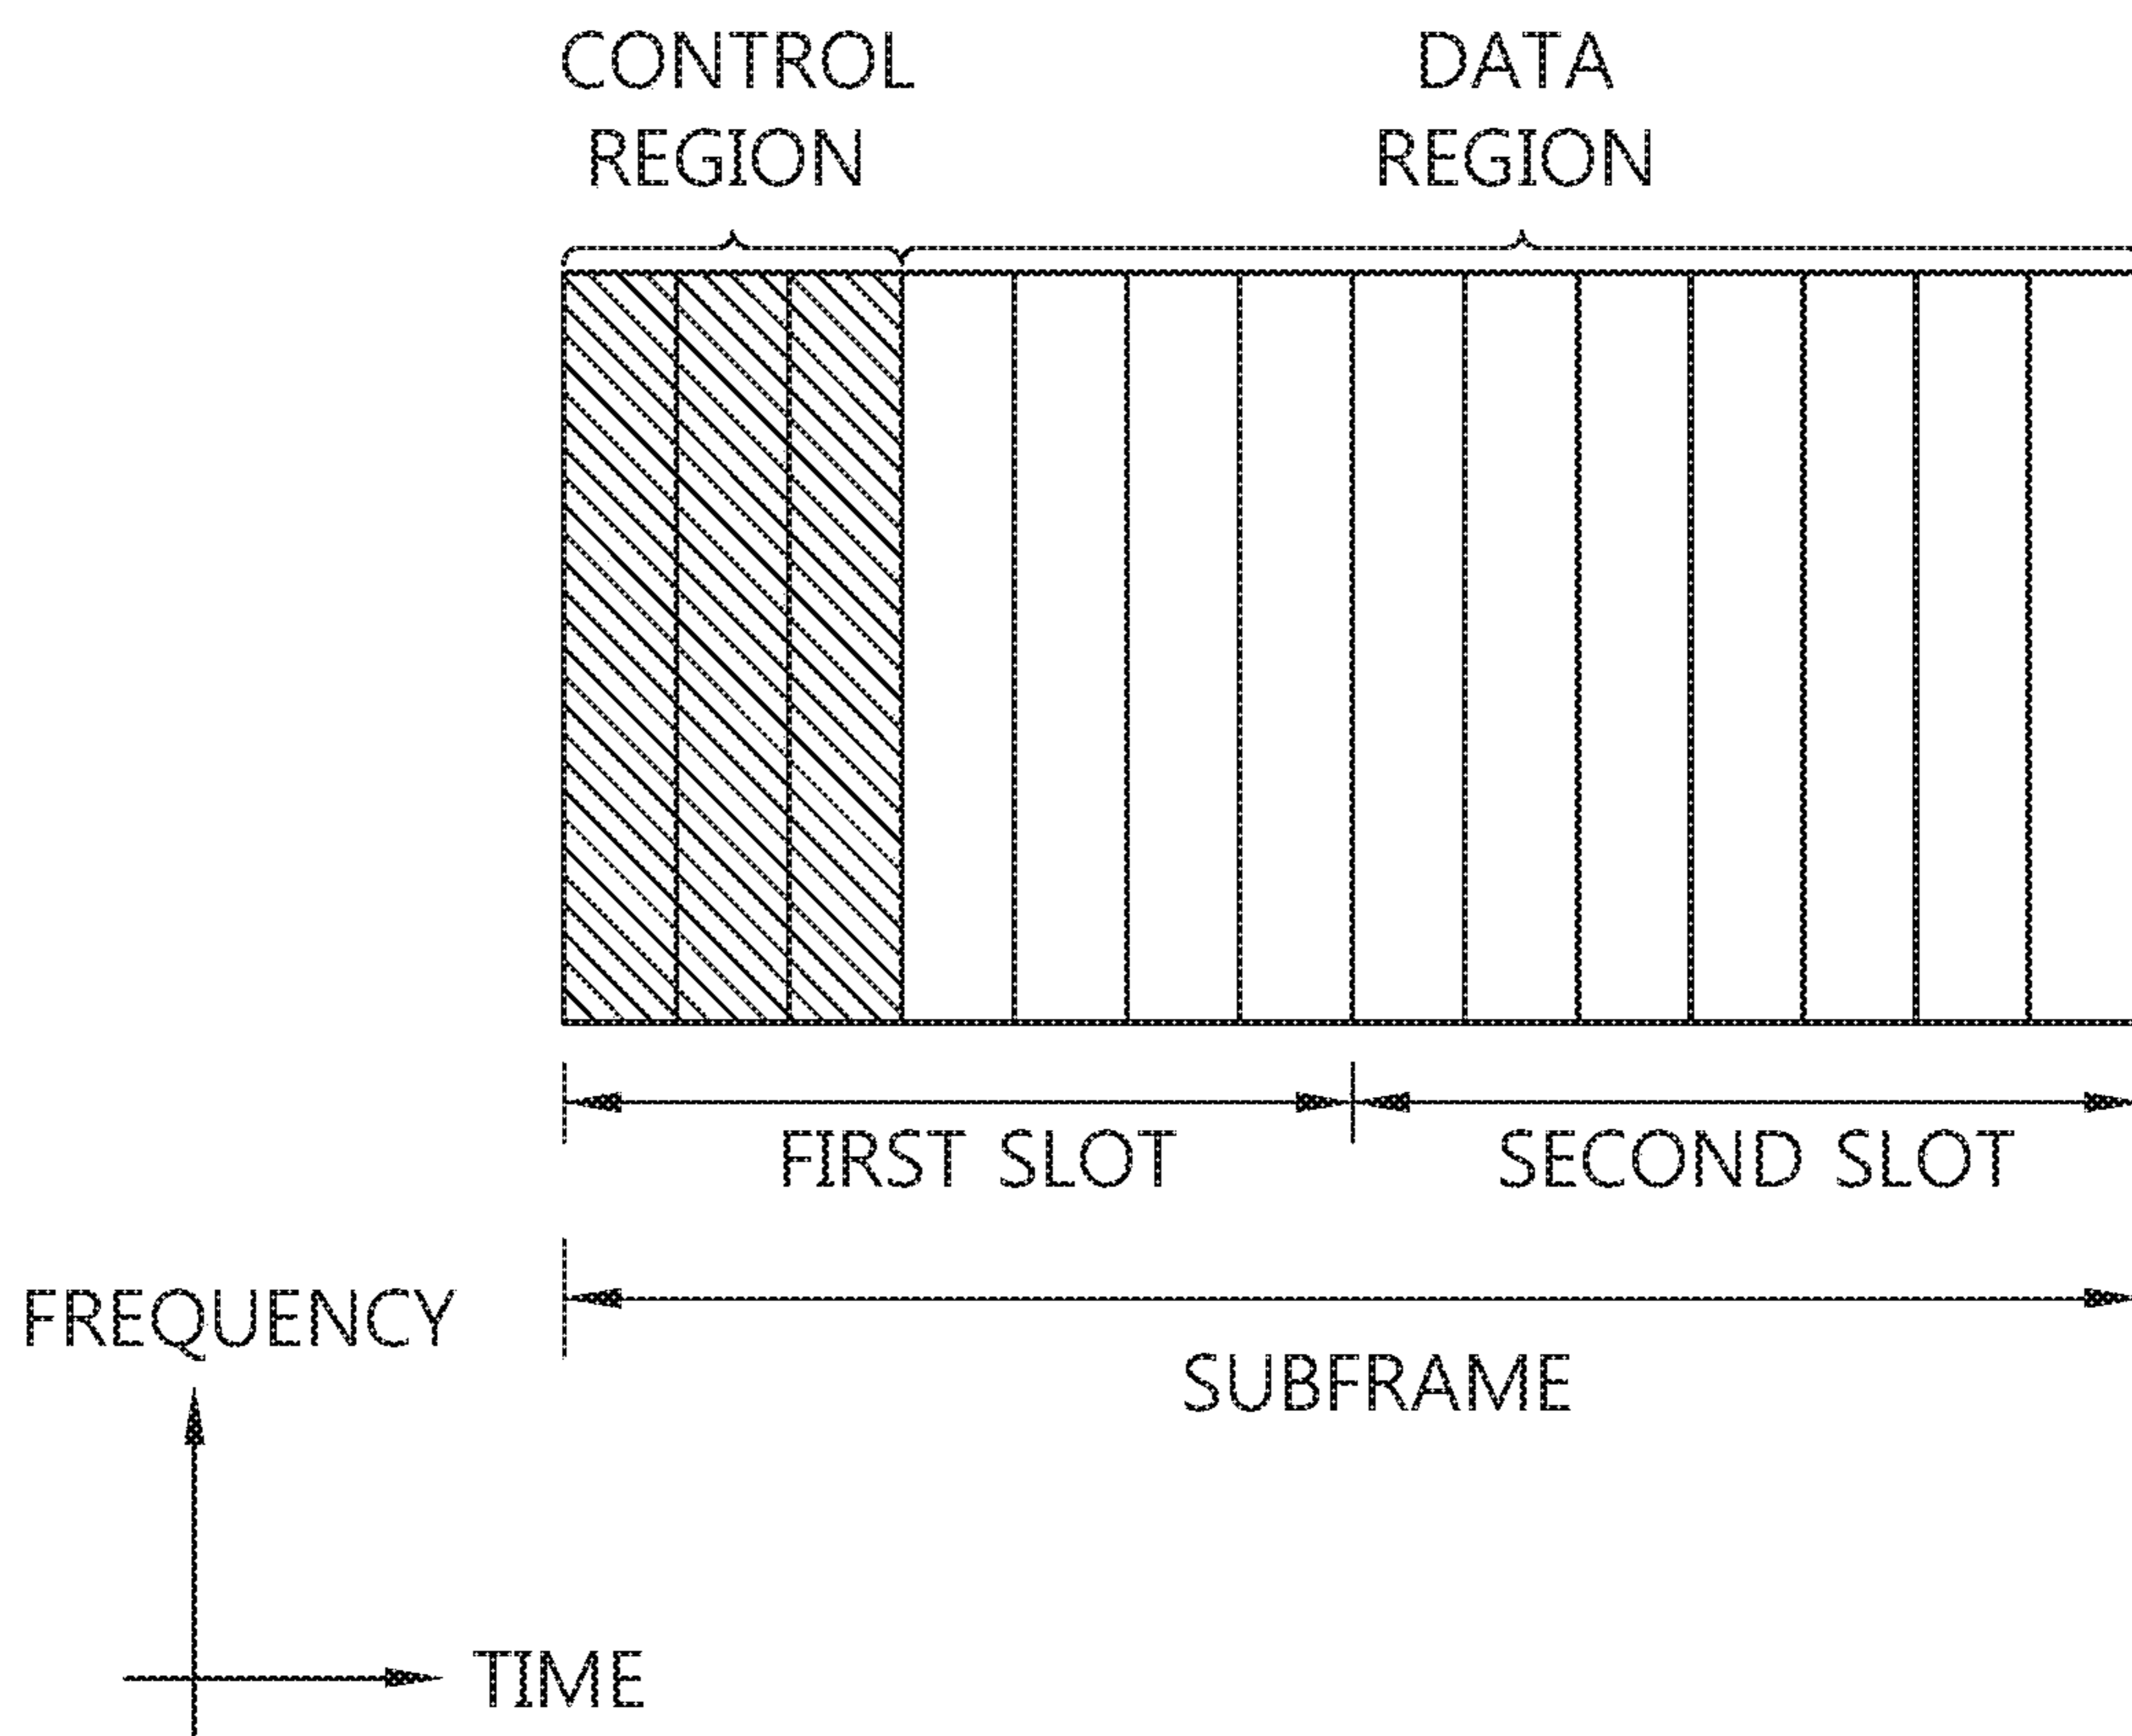 CONTROL
REGION
DATA
REGION
FIRST SLOT
SECOND SLOT
SUBFRAME
FREQUENCY
TIME